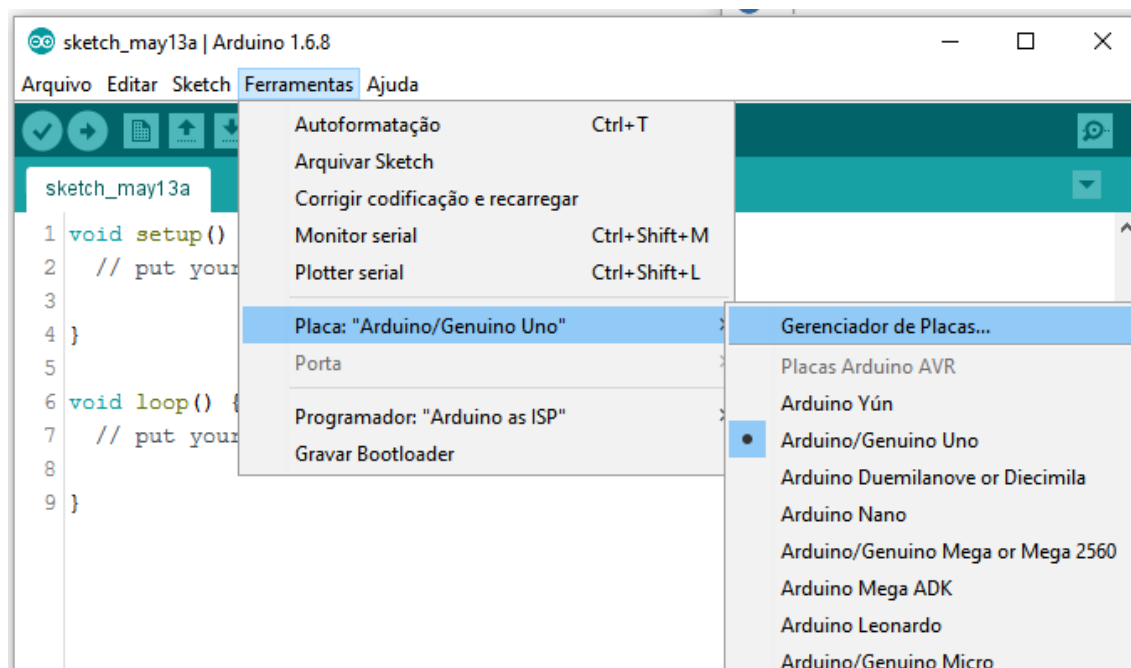 sketch_may13a | Arduino 1.6.8
Arquivo Editar Sketch Ferramentas Ajuda
sketch_may13a
1 void setup()
2 // put your
3
4 }
5
6 void loop() {
7 // put your
8
9 }
Autoformatação Ctrl+T
Arquivar Sketch
Corrigir codificação e recarregar
Monitor serial Ctrl+Shift+M
Plotter serial Ctrl+Shift+L
Placa: "Arduino/Genuino Uno"
Porta
Programador: "Arduino as ISP"
Gravar Bootloader
Gerenciador de Placas...
Placas Arduino AVR
Arduino Yún
Arduino/Genuino Uno
Arduino Duemilanove or Diecimila
Arduino Nano
Arduino/Genuino Mega or Mega 2560
Arduino Mega ADK
Arduino Leonardo
Arduino/Genuino Micro